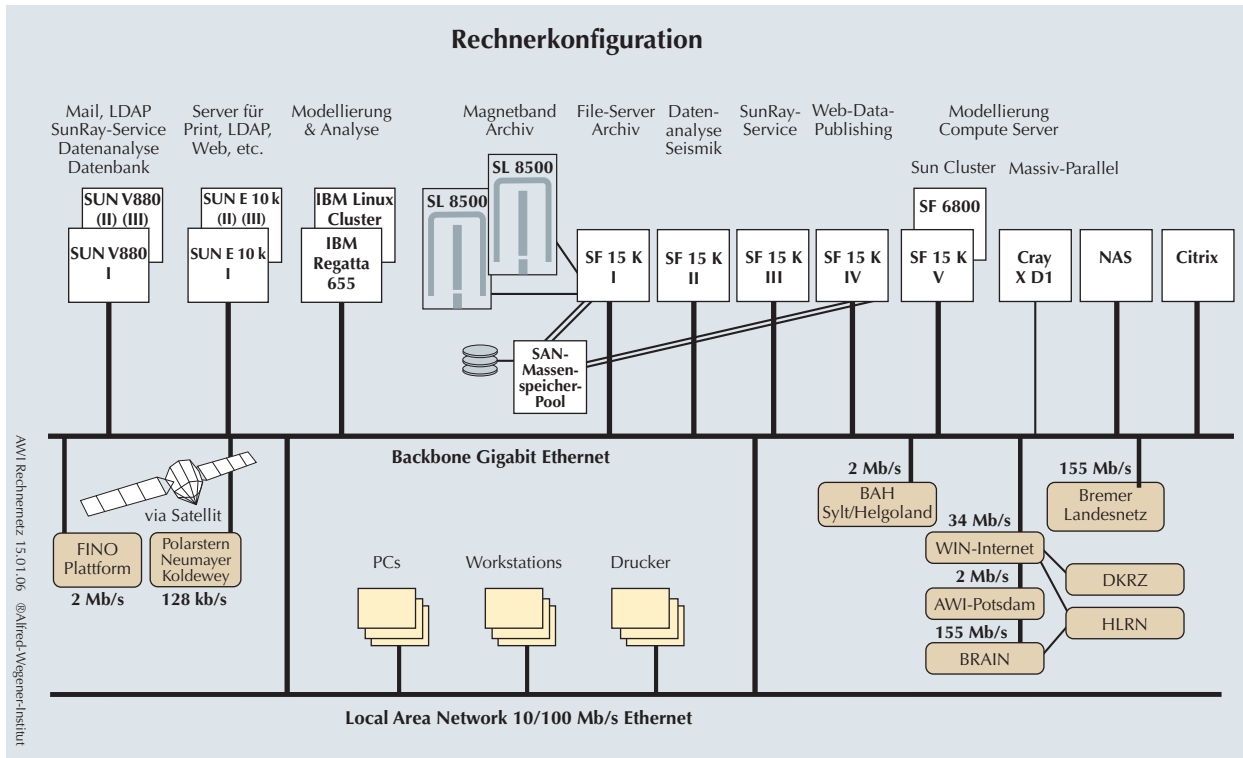 Rechnerkonfiguration
Mail, LDAP
SunRay-Service
Datenanalyse
Datenbank
Server für
Print, LDAP,
Web, etc.
Modellierung
& Analyse
Magnetband
Archiv
File-Server
Archiv
Daten-
analyse
Seismik
SunRay-
Service
Web-Data-
Publishing
Modellierung
Compute Server
Sun Cluster
Massiv-Parallel
SUN V880
(II) (III)
SUN V880
I
SUN E 10 k
(II) (III)
SUN E 10 k
I
IBM Linux
Cluster
IBM
Regatta
655
SL 8500
SL 8500
SF 15 K
I
SF 15 K
II
SF 15 K
III
SF 15 K
IV
SF 6800
SF 15 K
V
Cray
X D1
NAS
Citrix
SAN-
Massen-
speicher-
Pool
Backbone Gigabit Ethernet
via Satellit
FINO
Plattform
2 Mb/s
Polarstern
Neumayer
Koldewey
128 kb/s
PCs
Workstations
Drucker
2 Mb/s
BAH
Sylt/Helgoland
155 Mb/s
Bremer
Landesnetz
34 Mb/s
WIN-Internet
2 Mb/s
AWI-Potsdam
155 Mb/s
BRAIN
DKRZ
HLRN
Local Area Network 10/100 Mb/s Ethernet
AWI Rechnernetz 15.01.06 ®Alfred-Wegener-Institut